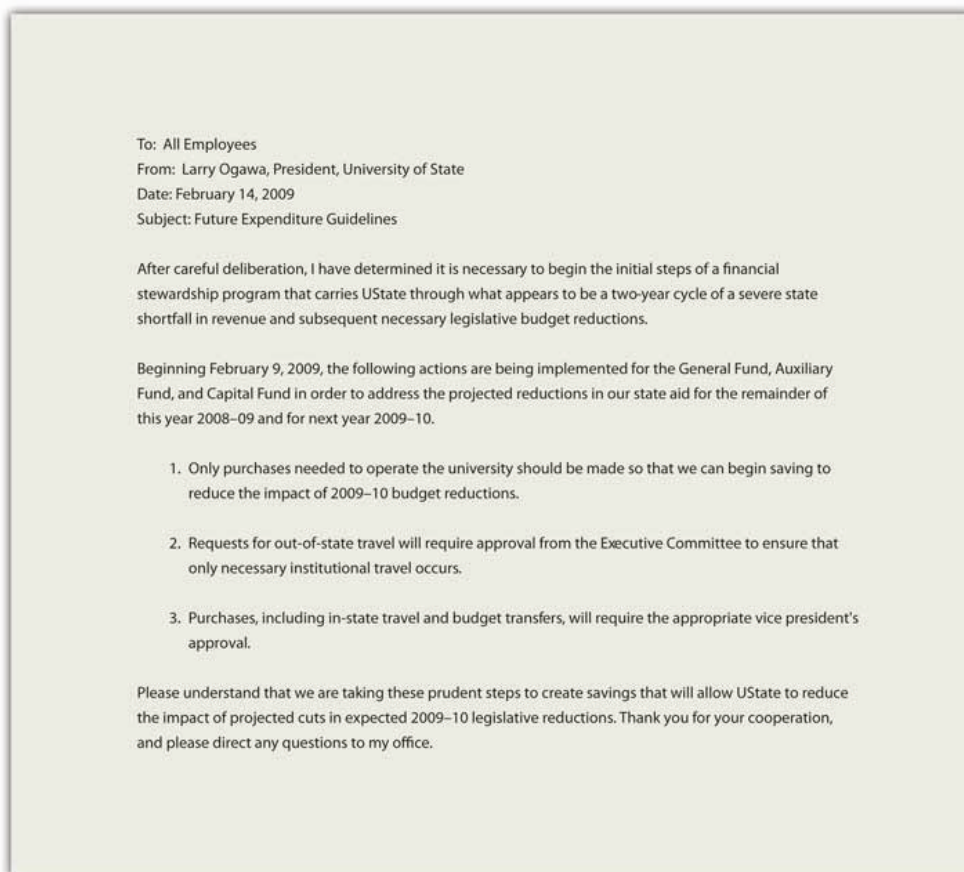 To: All Employees
From: Larry Ogawa, President, University of State
Date: February 14, 2009
Subject: Future Expenditure Guidelines
After careful deliberation, I have determined it is necessary to begin the initial steps of a financial
stewardship program that carries UState through what appears to be a two-year cycle of a severe state
shortfall in revenue and subsequent necessary legislative budget reductions.
Beginning February 9, 2009, the following actions are being implemented for the General Fund, Auxiliary
Fund, and Capital Fund in order to address the projected reductions in our state aid for the remainder of
this year 2008–09 and for next year 2009–10.
1. Only purchases needed to operate the university should be made so that we can begin saving to
reduce the impact of 2009–10 budget reductions.
2. Requests for out-of-state travel will require approval from the Executive Committee to ensure that
only necessary institutional travel occurs.
3. Purchases, including in-state travel and budget transfers, will require the appropriate vice president's
approval.
Please understand that we are taking these prudent steps to create savings that will allow UState to reduce
the impact of projected cuts in expected 2009–10 legislative reductions. Thank you for your cooperation,
and please direct any questions to my office.